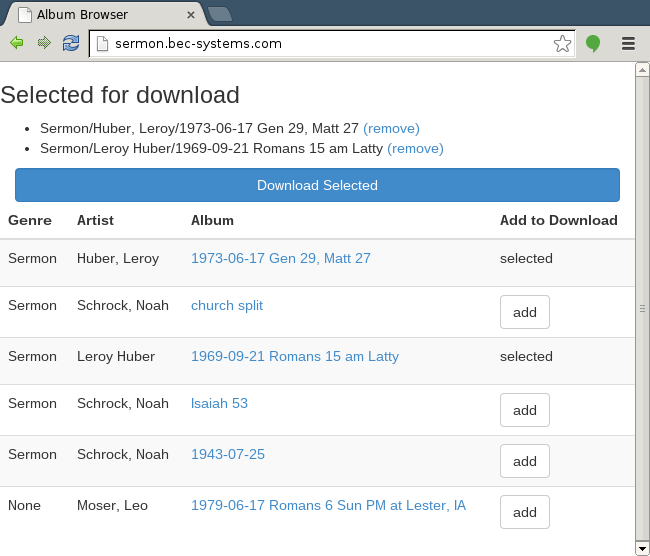 Album Browser
sermon.bec-systems.com
Selected for download
• Sermon/Huber, Leroy/1973-06-17 Gen 29, Matt 27 (remove)
• Sermon/Leroy Huber/1969-09-21 Romans 15 am Latty (remove)
Download Selected
Genre Artist Album Add to Download
Sermon Huber, Leroy 1973-06-17 Gen 29, Matt 27 selected
Sermon Schrock, Noah church split add
Sermon Leroy Huber 1969-09-21 Romans 15 am Latty selected
Sermon Schrock, Noah Isaiah 53 add
Sermon Schrock, Noah 1943-07-25 add
None Moser, Leo 1979-06-17 Romans 6 Sun PM at Lester, IA add